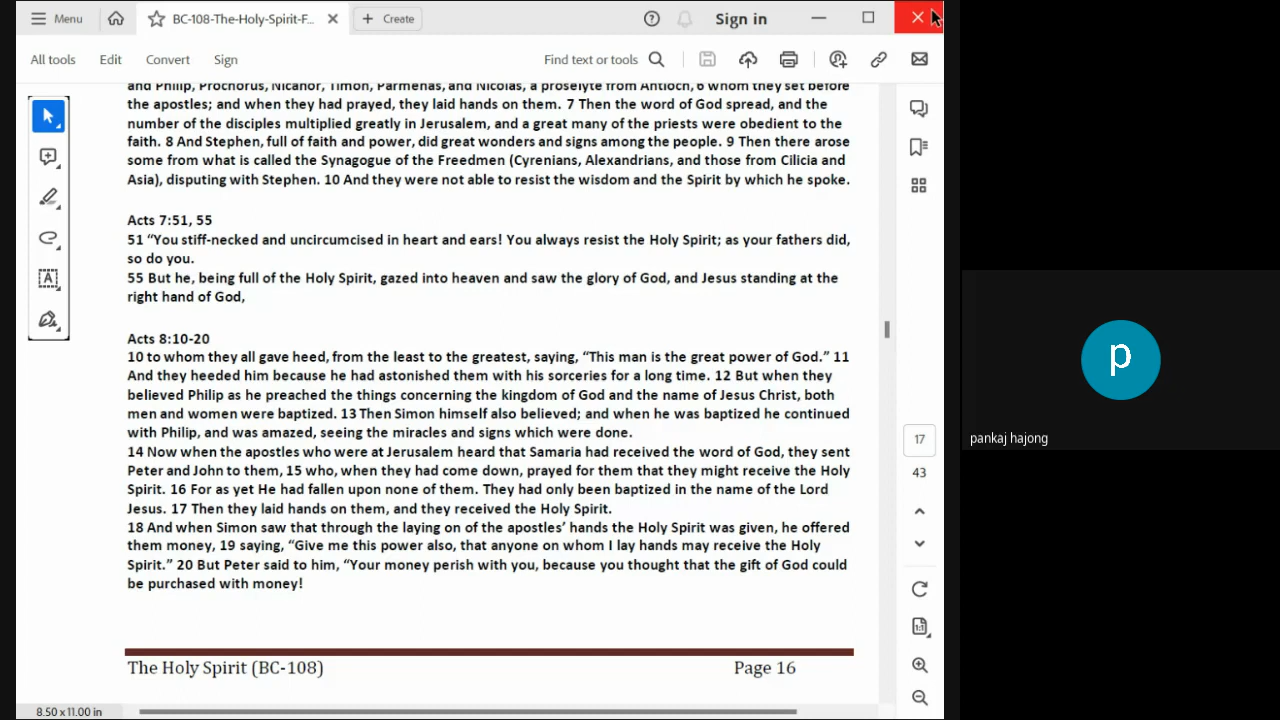 Menu
BC-108-The-Holy-Spirit-F...
Create
Sign in
All tools
Edit
Convert
Sign
Find text or tools
and Philip, Prochorus, Nicanor, Timon, Parmenas, and Nicolas, a proselyte from Antioch, 6 whom they set before
the apostles; and when they had prayed, they laid hands on them. 7 Then the word of God spread, and the
number of the disciples multiplied greatly in Jerusalem, and a great many of the priests were obedient to the
faith. 8 And Stephen, full of faith and power, did great wonders and signs among the people. 9 Then there arose
some from what is called the Synagogue of the Freedmen (Cyrenians, Alexandrians, and those from Cilicia and
Asia), disputing with Stephen. 10 And they were not able to resist the wisdom and the Spirit by which he spoke.
Acts 7:51, 55
51 “You stiff-necked and uncircumcised in heart and ears! You always resist the Holy Spirit; as your fathers did,
so do you.
55 But he, being full of the Holy Spirit, gazed into heaven and saw the glory of God, and Jesus standing at the
right hand of God,
Acts 8:10-20
10 to whom they all gave heed, from the least to the greatest, saying, “This man is the great power of God.” 11
And they heeded him because he had astonished them with his sorceries for a long time. 12 But when they
believed Philip as he preached the things concerning the kingdom of God and the name of Jesus Christ, both
men and women were baptized. 13 Then Simon himself also believed; and when he was baptized he continued
with Philip, and was amazed, seeing the miracles and signs which were done.
14 Now when the apostles who were at Jerusalem heard that Samaria had received the word of God, they sent
Peter and John to them, 15 who, when they had come down, prayed for them that they might receive the Holy
Spirit. 16 For as yet He had fallen upon none of them. They had only been baptized in the name of the Lord
Jesus. 17 Then they laid hands on them, and they received the Holy Spirit.
18 And when Simon saw that through the laying on of the apostles’ hands the Holy Spirit was given, he offered
them money, 19 saying, “Give me this power also, that anyone on whom I lay hands may receive the Holy
Spirit.” 20 But Peter said to him, “Your money perish with you, because you thought that the gift of God could
be purchased with money!
The Holy Spirit (BC-108)
Page 16
8.50 x 11.00 in
17
43
p
pankaj hajong